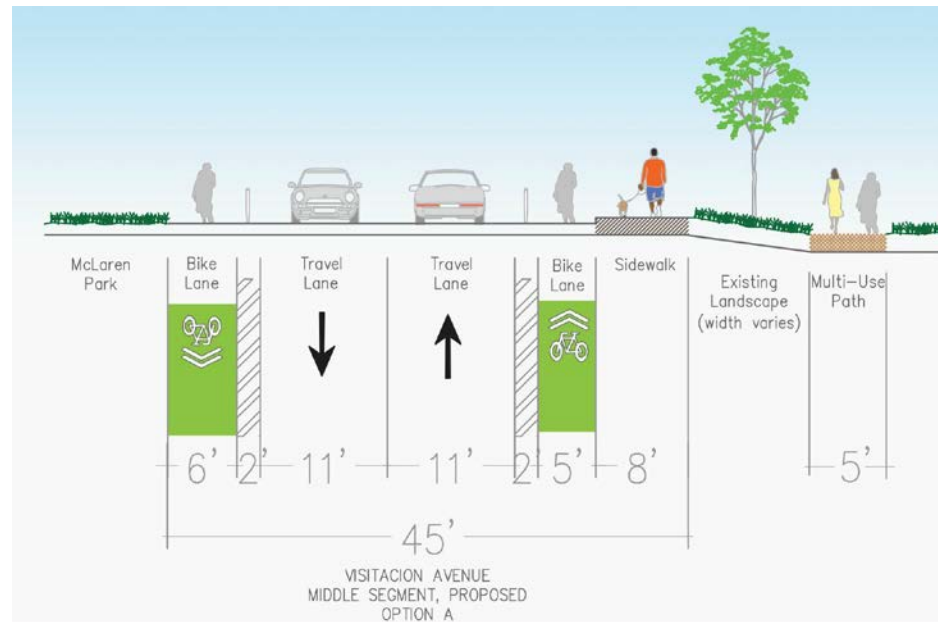 McLaren
Park
Bike
Lane
Travel
Lane
Travel
Lane
Bike
Lane
Sidewalk
Existing
Landscape
(width varies)
Multi-Use
Path
6' 2' 11' 11' 2' 5' 8' 5'
45'
VISITACION AVENUE
MIDDLE SEGMENT, PROPOSED
OPTION A